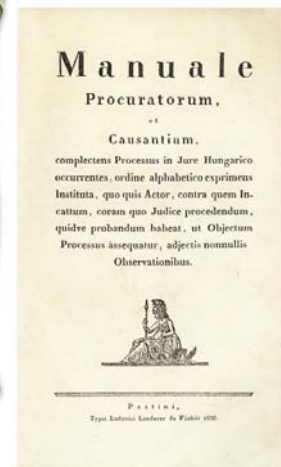 Manuale
Procuratorum,
et
Causantium,
complectens Processus in Jure Hungarico
occurrentes, ordine alphabetico exprimens
Instituta, quo quis Actor, contra quem In-
cattum, coram quo Judice procedendum,
quidve probandum habeat, ut Objectum
Processus assequatur, adjectis nonnullis
Observationibus.
Pestini,
Typis Ludovici Landerer de